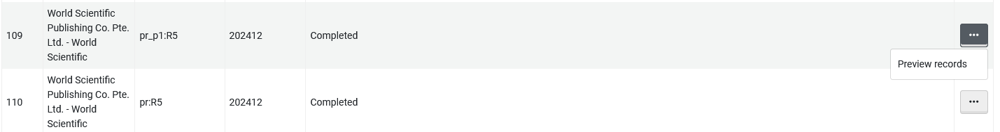 World Scientific
Publishing Co. Pte.
109 Ltd. - World pr_p1:R5 202412 Completed ...
Scientific
Preview records
World Scientific
Publishing Co. Pte.
110 Ltd. - World pr:R5 202412 Completed ...
Scientific